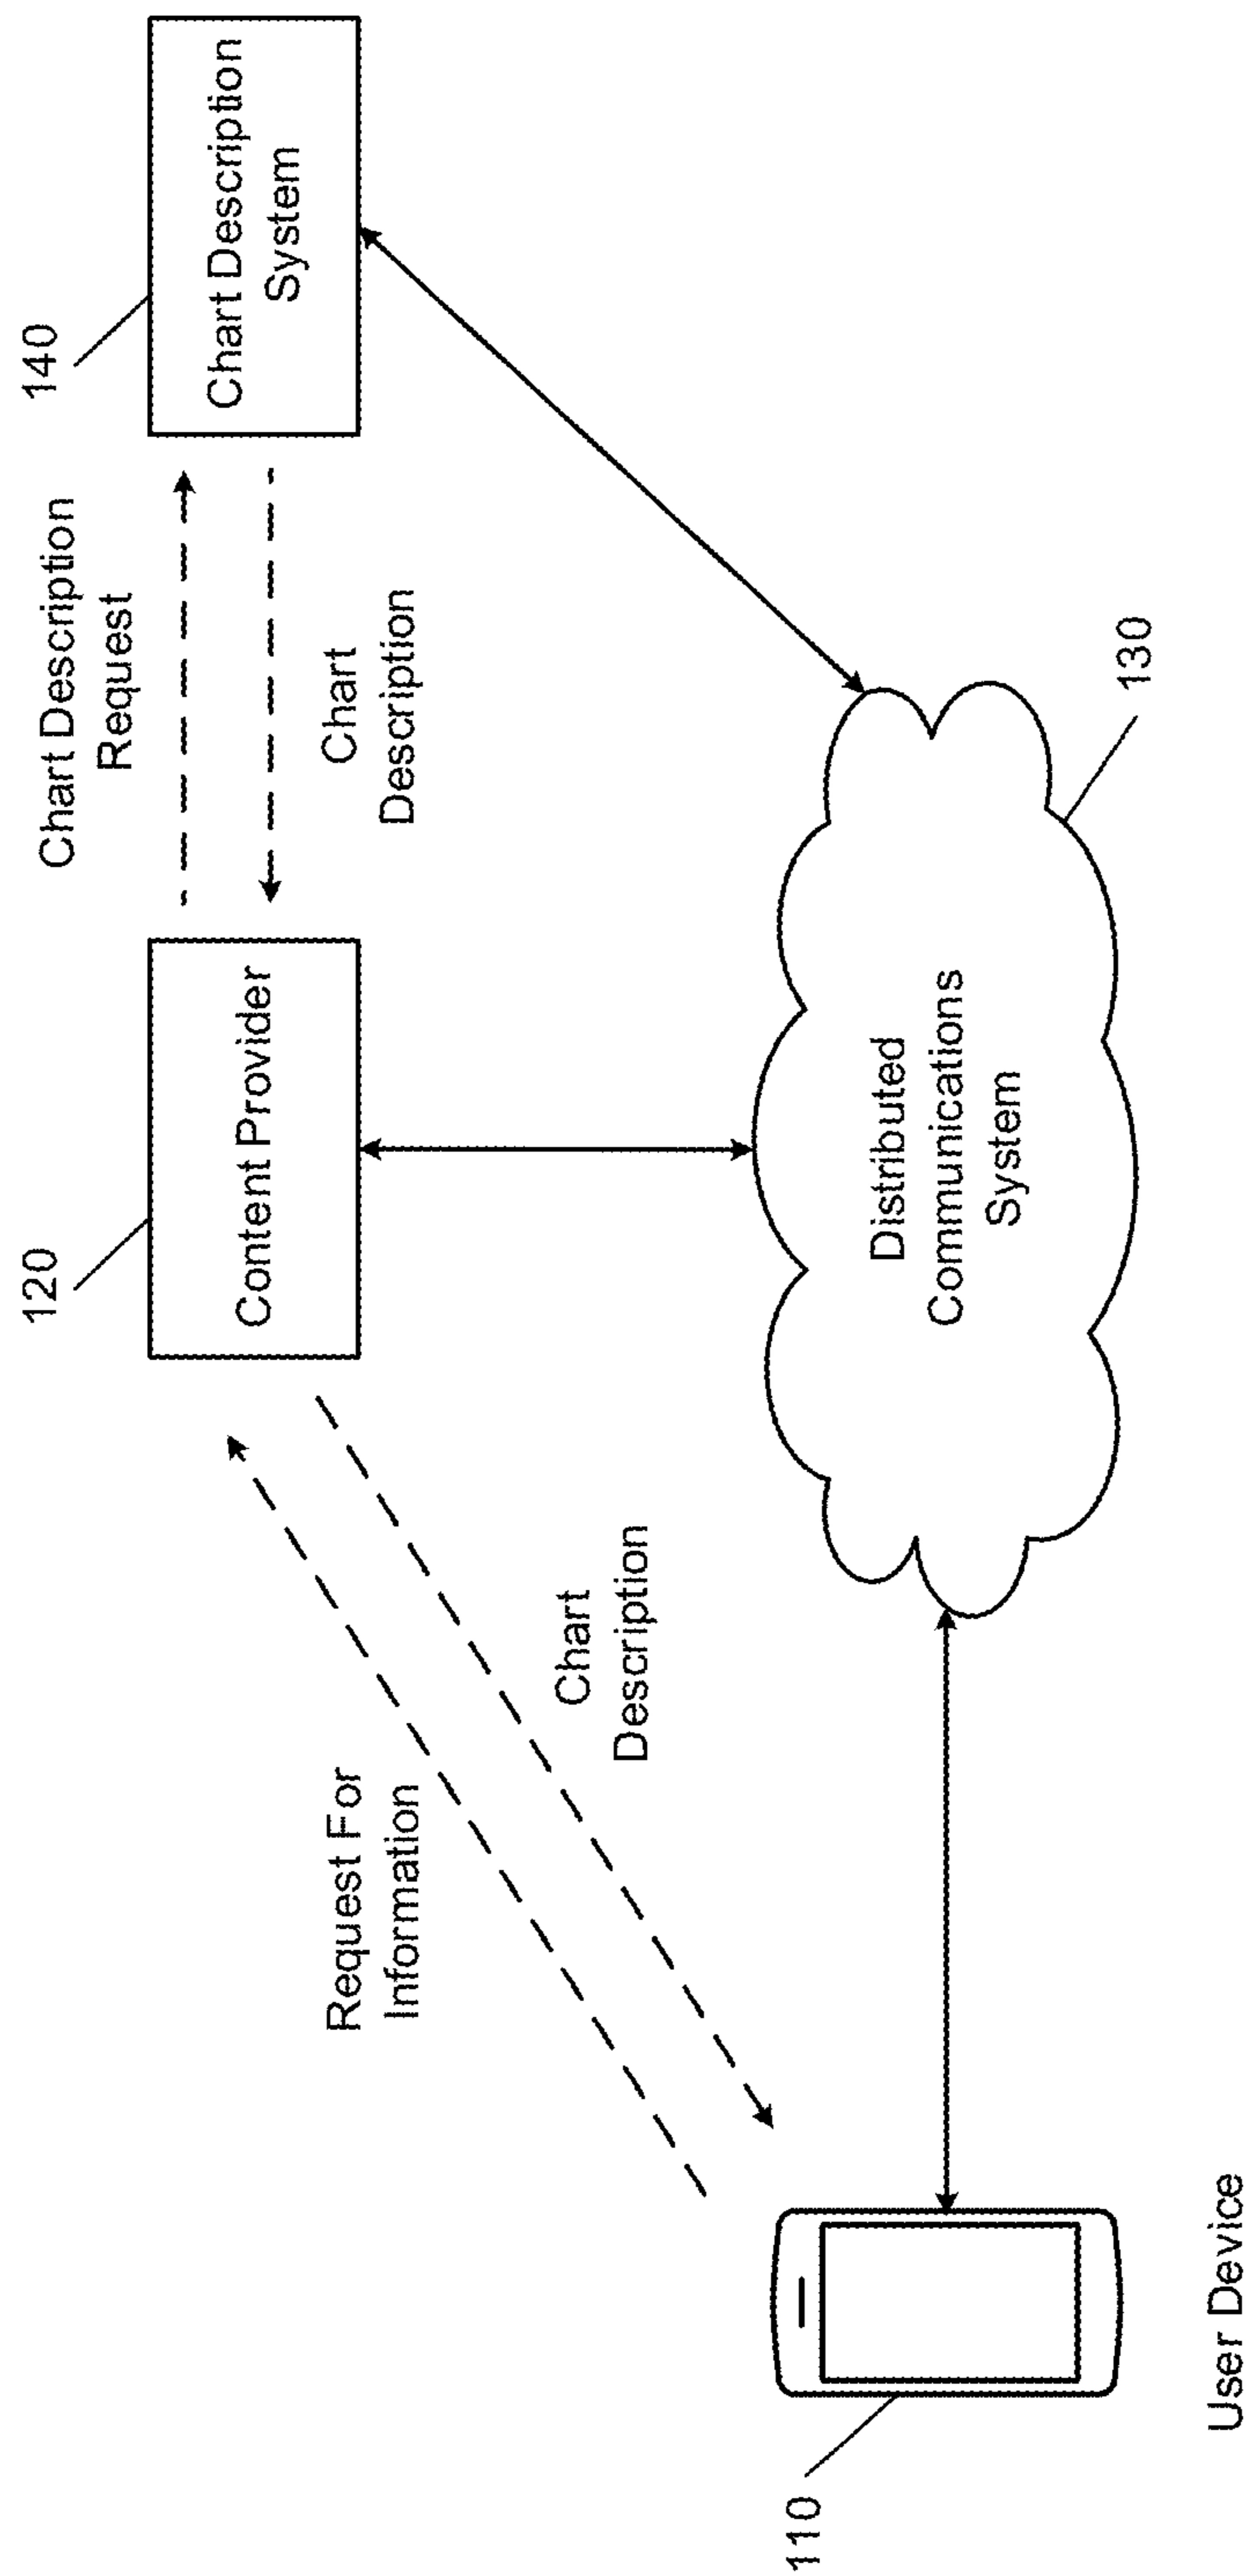 140
Chart Description
Request
Chart Description
System
Chart
Description
120
Content Provider
Request For
Information
Chart
Description
Distributed
Communications
System
130
110
User Device